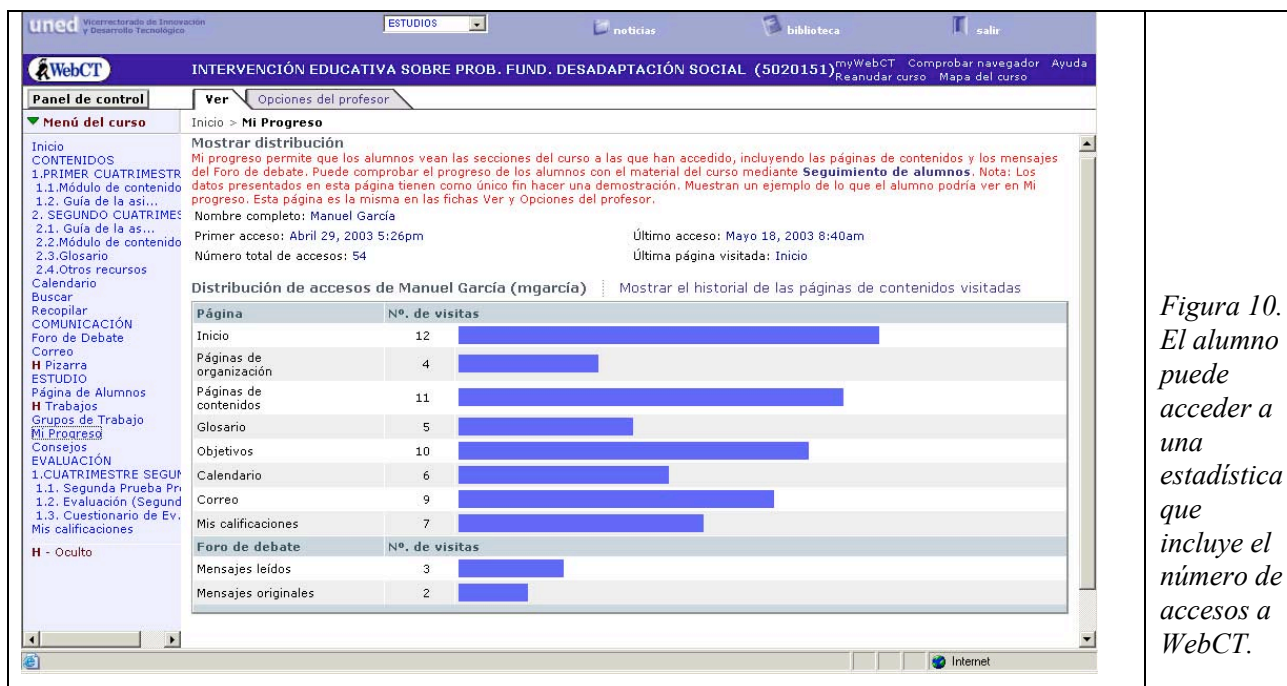 uned Vicerrectorado de Innovación y Desarrollo Tecnológico
ESTUDIOS
noticias
biblioteca
salir
WebCT
INTERVENCIÓN EDUCATIVA SOBRE PROB. FUND. DESADAPTACIÓN SOCIAL (5020151)
myWebCT Comprobar navegador Ayuda
Reanudar curso Mapa del curso
Panel de control
Ver
Opciones del profesor
Menú del curso
Inicio > Mi Progreso
Inicio
CONTENIDOS
1.PRIMER CUATRIMESTR
1.1.Módulo de contenido
1.2. Guía de la asi...
2. SEGUNDO CUATRIMES
2.1. Guía de la as...
2.2.Módulo de contenido
2.3.Glosario
2.4.Otros recursos
Calendario
Buscar
Recopilar
COMUNICACIÓN
Foro de Debate
Correo
H Pizarra
ESTUDIO
Página de Alumnos
H Trabajos
Grupos de Trabajo
Mi Progreso
Consejos
EVALUACIÓN
1.CUATRIMESTRE SEGUN
1.1. Segunda Prueba Pr
1.2. Evaluación (Segund
1.3. Cuestionario de Ev.
Mis calificaciones
H - Oculto
Mostrar distribución
Mi progreso permite que los alumnos vean las secciones del curso a las que han accedido, incluyendo las páginas de contenidos y los mensajes
del Foro de debate. Puede comprobar el progreso de los alumnos con el material del curso mediante Seguimiento de alumnos. Nota: Los
datos presentados en esta página tienen como único fin hacer una demostración. Muestran un ejemplo de lo que el alumno podría ver en Mi
progreso. Esta página es la misma en las fichas Ver y Opciones del profesor.
Nombre completo: Manuel García
Primer acceso: Abril 29, 2003 5:26pm
Último acceso: Mayo 18, 2003 8:40am
Número total de accesos: 54
Última página visitada: Inicio
Distribución de accesos de Manuel García (mgarcía)
Mostrar el historial de las páginas de contenidos visitadas
Página Nº. de visitas
Inicio 12
Páginas de
organización 4
Páginas de
contenidos 11
Glosario 5
Objetivos 10
Calendario 6
Correo 9
Mis calificaciones 7
Foro de debate Nº. de visitas
Mensajes leídos 3
Mensajes originales 2
Internet
Figura 10.
El alumno
puede
acceder a
una
estadística
que
incluye el
número de
accesos a
WebCT.